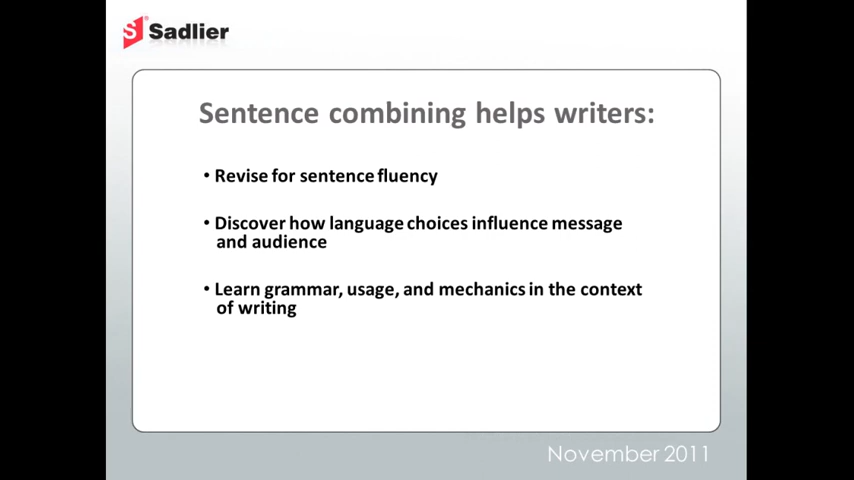 Sadlier
Sentence combining helps writers:
• Revise for sentence fluency
• Discover how language choices influence message
and audience
• Learn grammar, usage, and mechanics in the context
of writing
November 2011